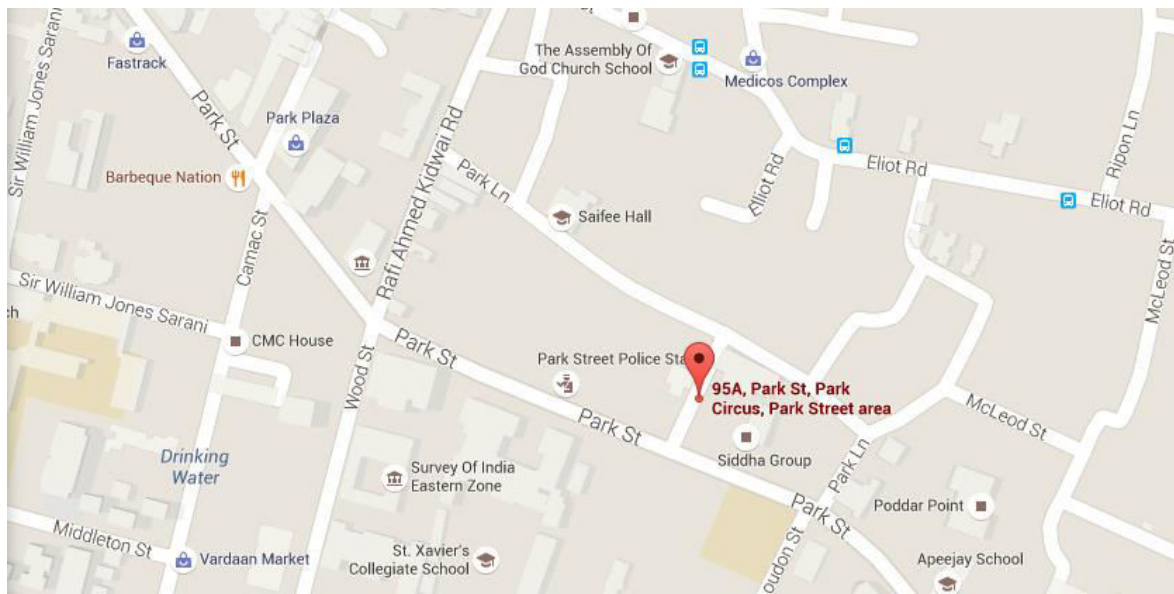 The Assembly Of
God Church School
Fastrack
Medicos Complex
Park St
Park Plaza
Sir William Jones Sarani
Rafi Ahmed Kidwai Rd
Ripon Ln
Barbeque Nation
Park Ln
Elliot Rd
Eliot Rd
Eliot Rd
Saifee Hall
Camac St
McLeod St
Sir William Jones Sarani
CMC House
Park St
Park Street Police Sta
95A, Park St, Park
Circus, Park Street area
Wood St
Park St
McLeod St
Siddha Group
Drinking
Water
Survey Of India
Eastern Zone
Park Ln
Park St
Poddar Point
Middleton St
Vardaan Market
St. Xavier's
Collegiate School
oudon St
Apeejay School